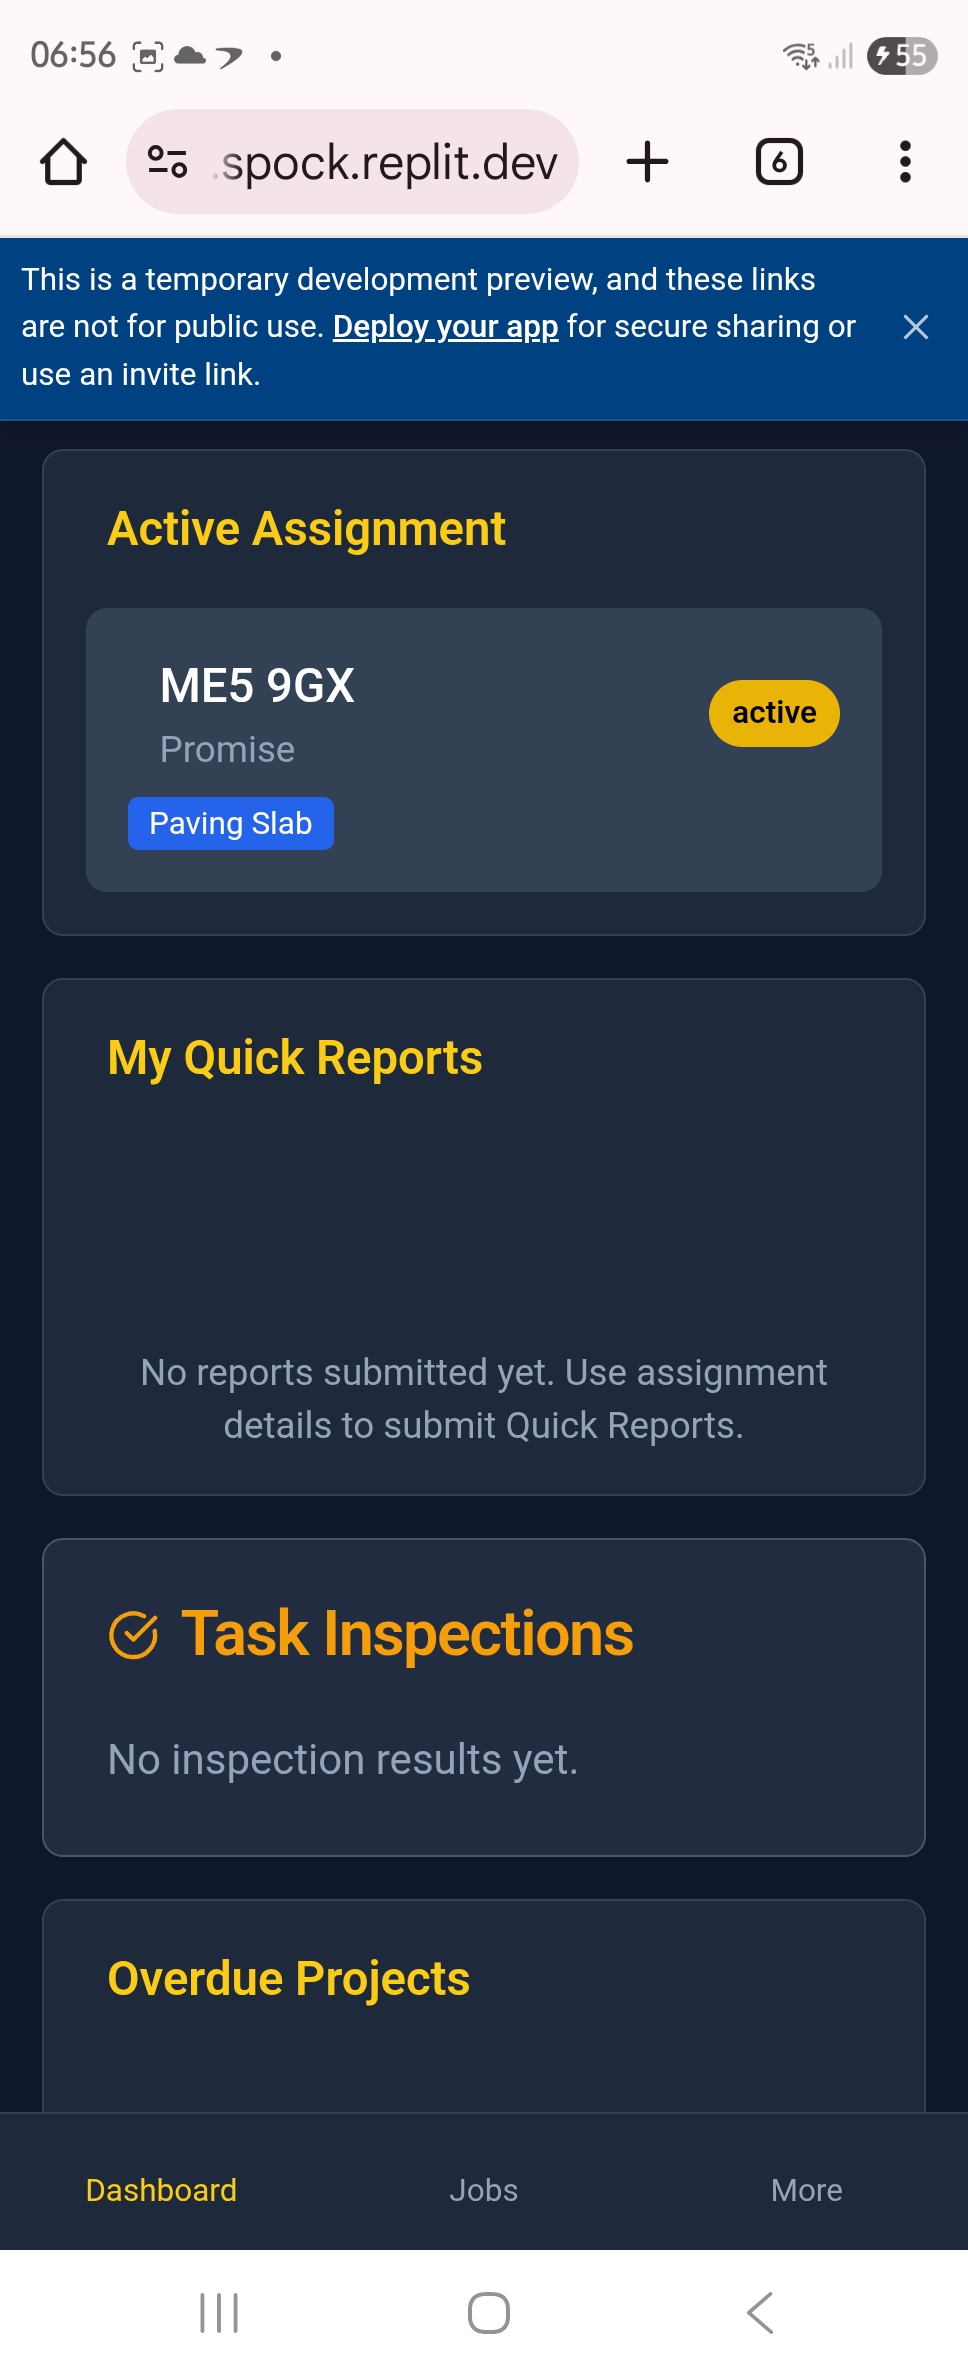 06:56
5
55
.spock.replit.dev
6
This is a temporary development preview, and these links
are not for public use. Deploy your app for secure sharing or
use an invite link.
Active Assignment
ME5 9GX
active
Promise
Paving Slab
My Quick Reports
No reports submitted yet. Use assignment
details to submit Quick Reports.
Task Inspections
No inspection results yet.
Overdue Projects
Dashboard
Jobs
More